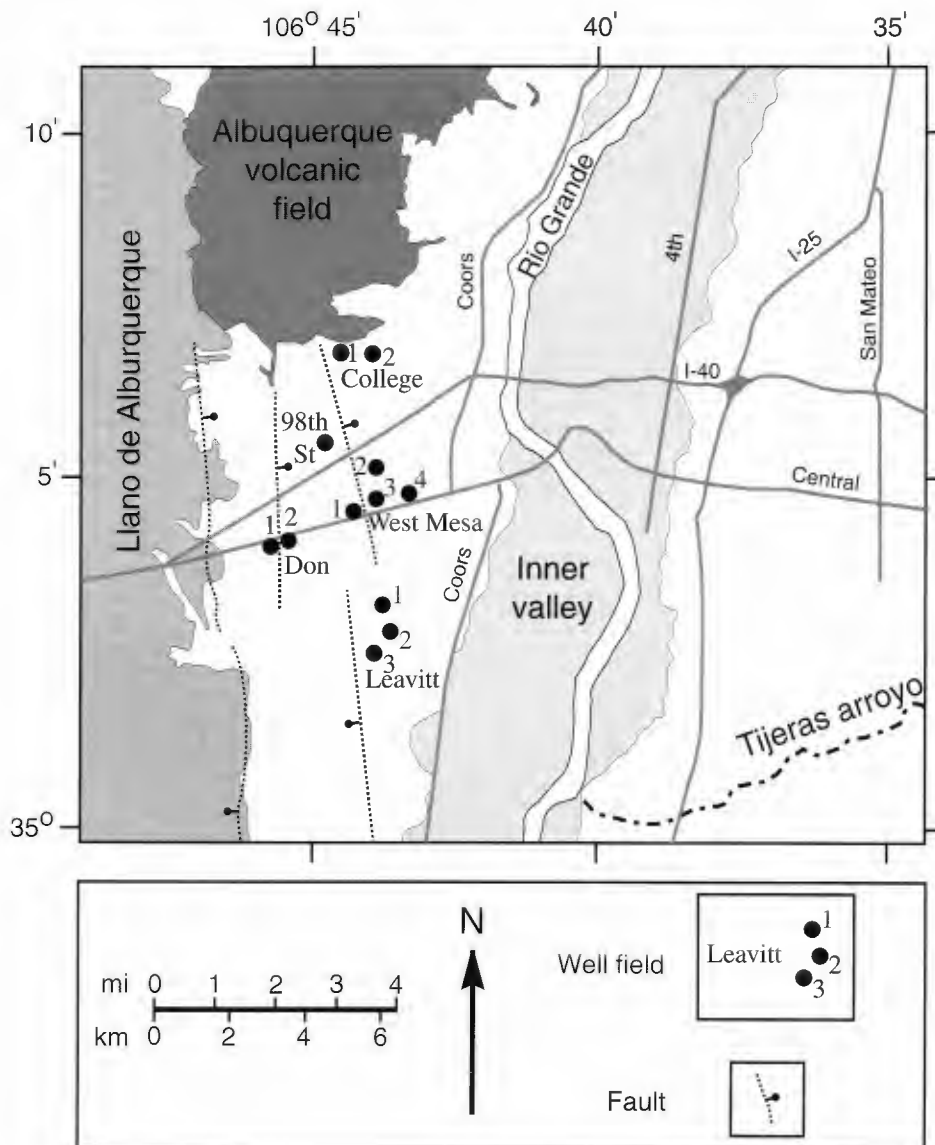 106° 45'
40'
35'
10'
5'
35°
Albuquerque
volcanic
field
Llano de Alburquerque
Coors
Rio Grande
4th
I-25
San Mateo
I-40
1
2
College
98th
St
2
3
4
1
West Mesa
Central
1
2
Don
Coors
Inner
valley
1
2
3
Leavitt
Tijeras arroyo
mi 0 1 2 3 4
km 0 2 4 6
N
Well field
Leavitt
1
2
3
Fault